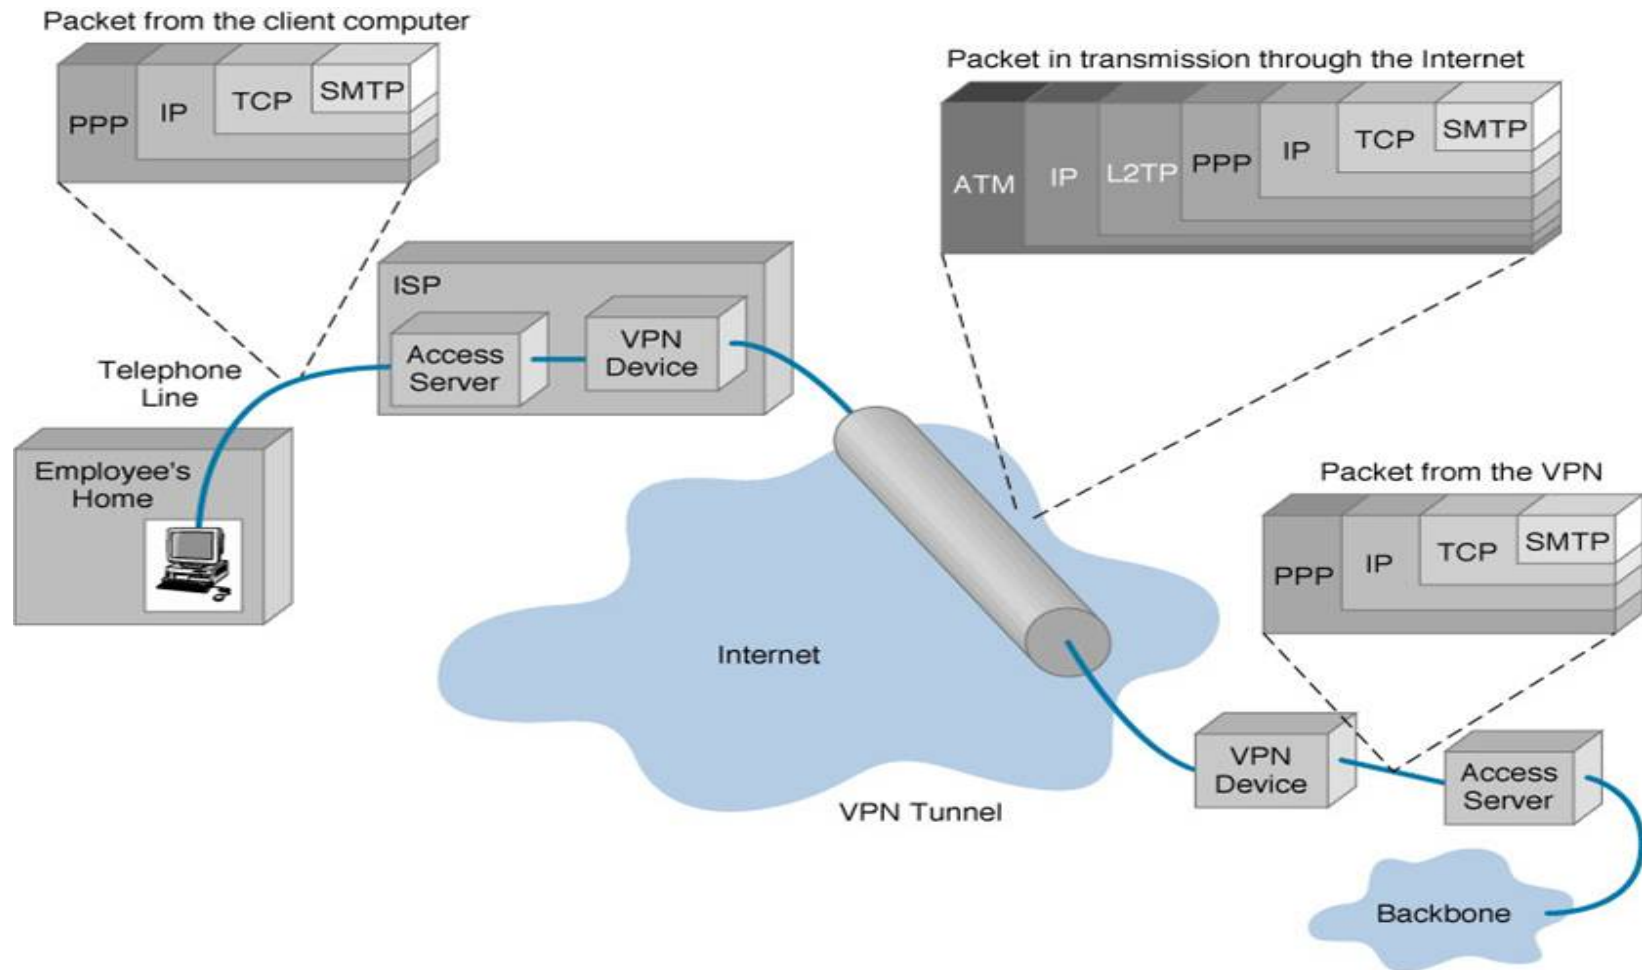 Packet from the client computer
PPP
IP
TCP
SMTP
Packet in transmission through the Internet
ATM
IP
L2TP
PPP
IP
TCP
SMTP
ISP
Access
Server
VPN
Device
Telephone
Line
Employee's
Home
Packet from the VPN
PPP
IP
TCP
SMTP
Internet
VPN Tunnel
VPN
Device
Access
Server
Backbone